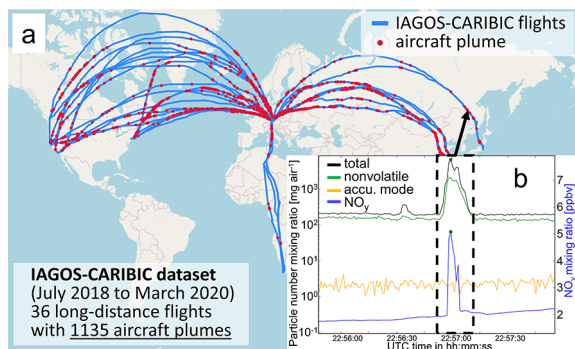 a
IAGOS-CARIBIC flights
aircraft plume
IAGOS-CARIBIC dataset
(July 2018 to March 2020)
36 long-distance flights
with 1135 aircraft plumes
b
total
nonvolatile
accu. mode
NOy
Particle number mixing ratio [mg air⁻¹]
10³
10²
10¹
10⁰
10⁻¹
7
6
5
4
3
2
NOy mixing ratio [ppbv]
22:56:00
22:56:30
22:57:00
22:57:30
UTC time in hh:mm:ss